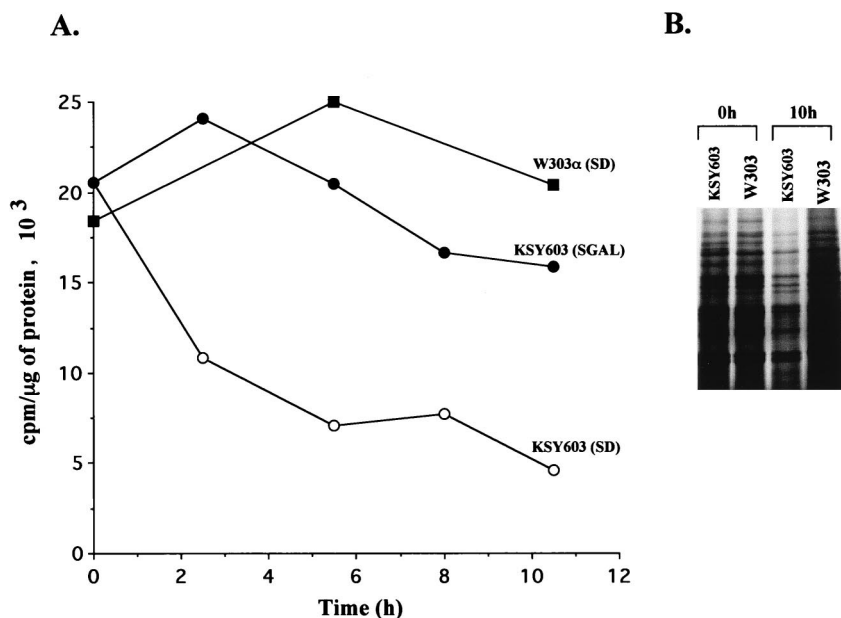 A.
B.
25
20
15
10
5
0
cpm/µg of protein, 10 3
W303α (SD)
KSY603 (SGAL)
KSY603 (SD)
0 2 4 6 8 10 12
Time (h)
0h 10h
KSY603 W303 KSY603 W303